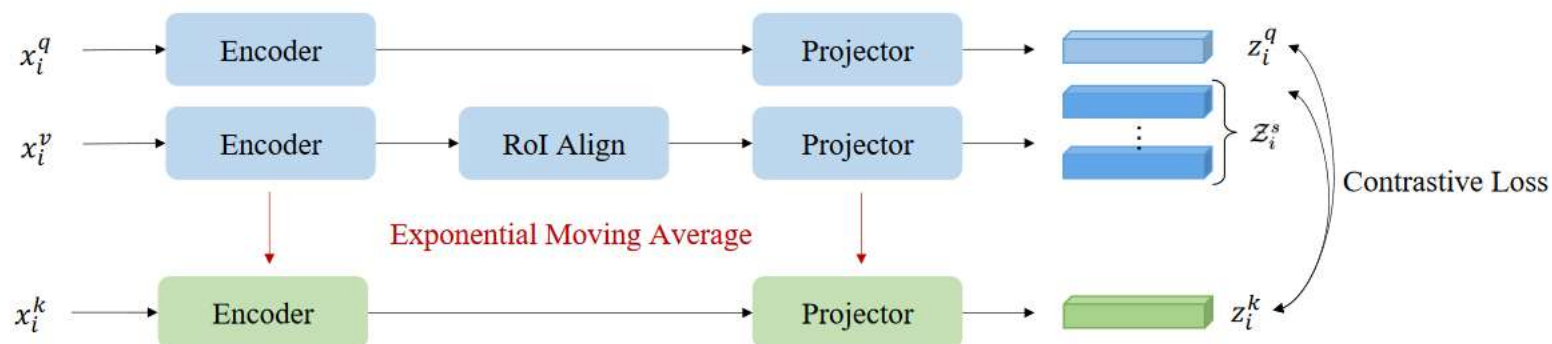 x_i^q Encoder Projector z_i^q
x_i^v Encoder RoI Align Projector ⋮ 𝒵_i^s
Contrastive Loss
Exponential Moving Average
x_i^k Encoder Projector z_i^k